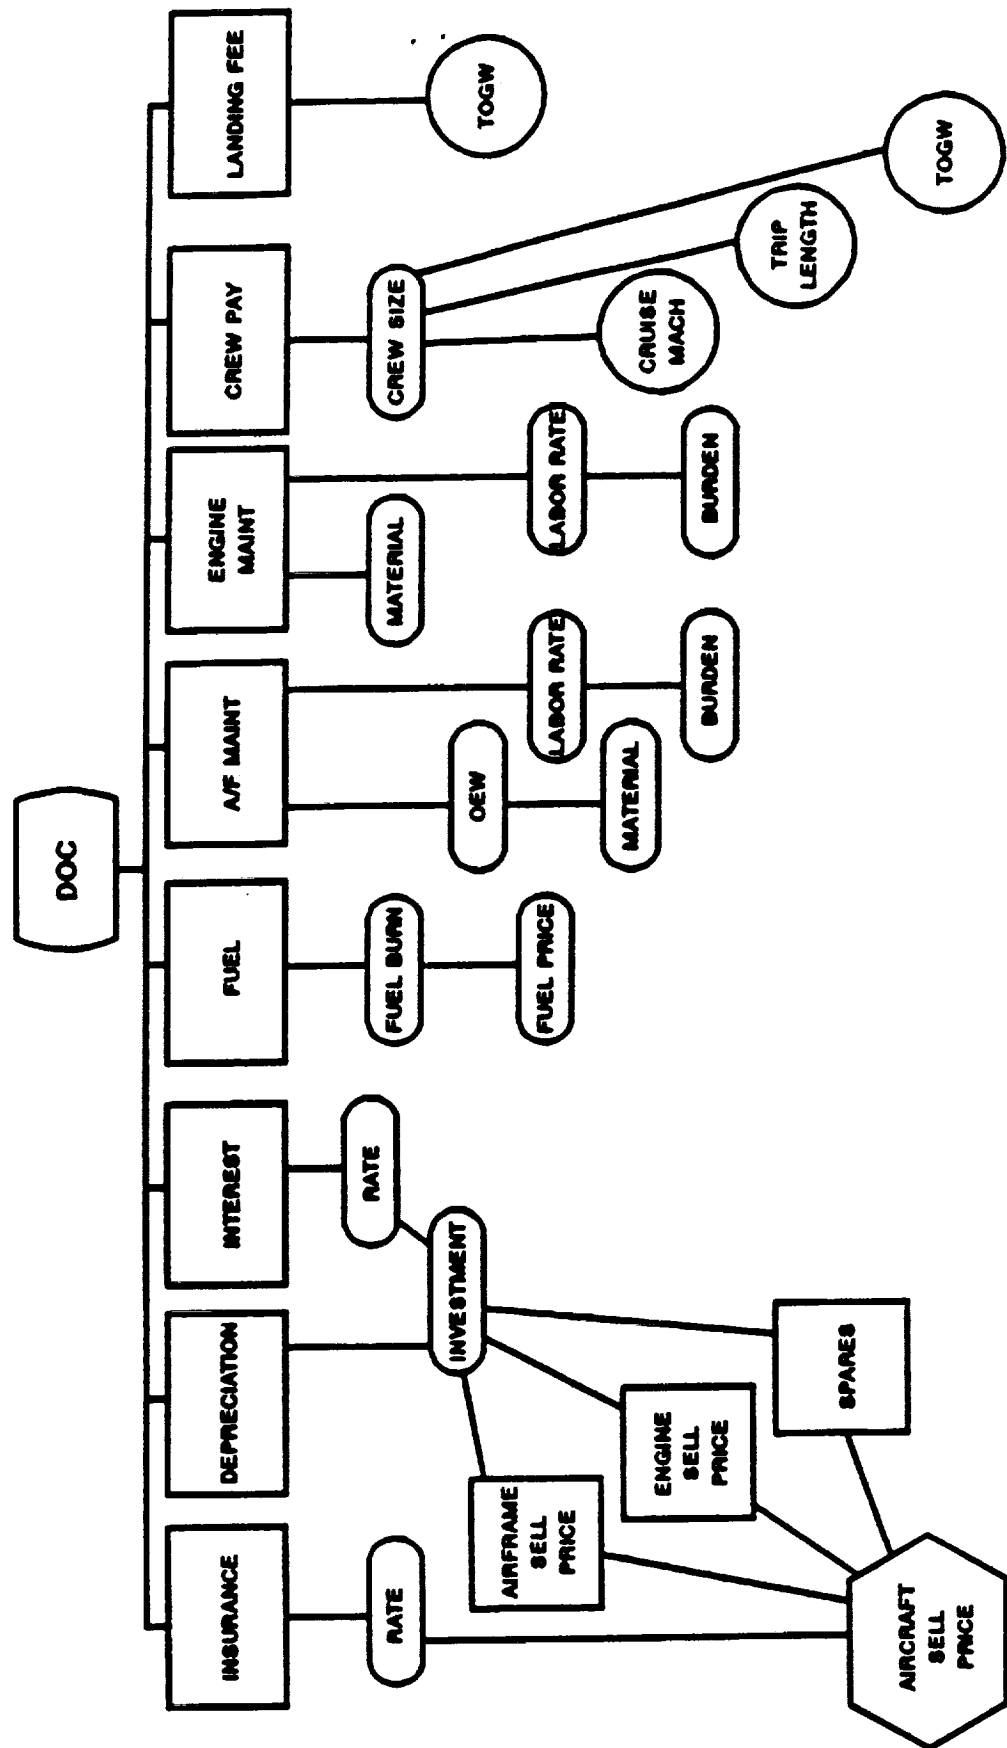 DOC
INSURANCE
DEPRECIATION
INTEREST
FUEL
A/F MAINT
ENGINE
MAINT
CREW PAY
LANDING FEE
RATE
RATE
FUEL BURN
MATERIAL
CREW SIZE
TOGW
INVESTMENT
OEW
AIRFRAME
SELL
PRICE
FUEL PRICE
LABOR RATE
LABOR RATE
ENGINE
SELL
PRICE
MATERIAL
CRUISE
MACH
BURDEN
BURDEN
SPARES
TRIP
LENGTH
AIRCRAFT
SELL
PRICE
TOGW